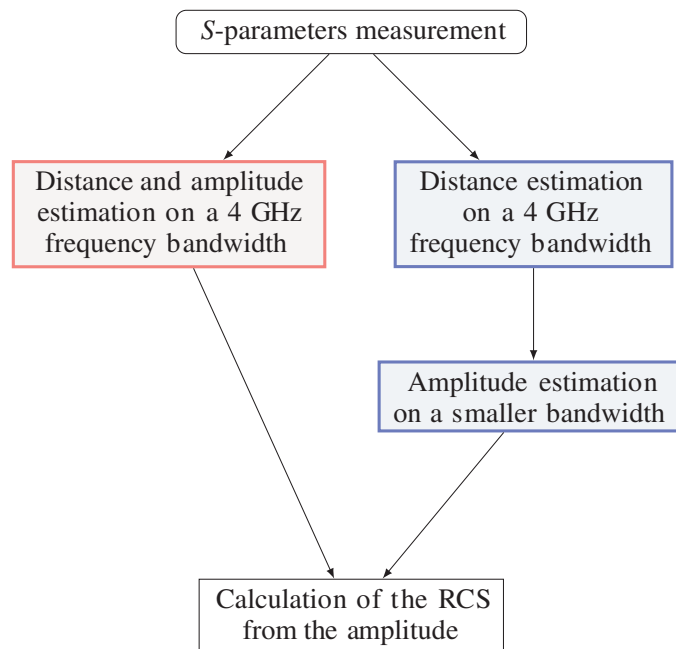 S-parameters measurement
Distance and amplitude
estimation on a 4 GHz
frequency bandwidth
Distance estimation
on a 4 GHz
frequency bandwidth
Amplitude estimation
on a smaller bandwidth
Calculation of the RCS
from the amplitude